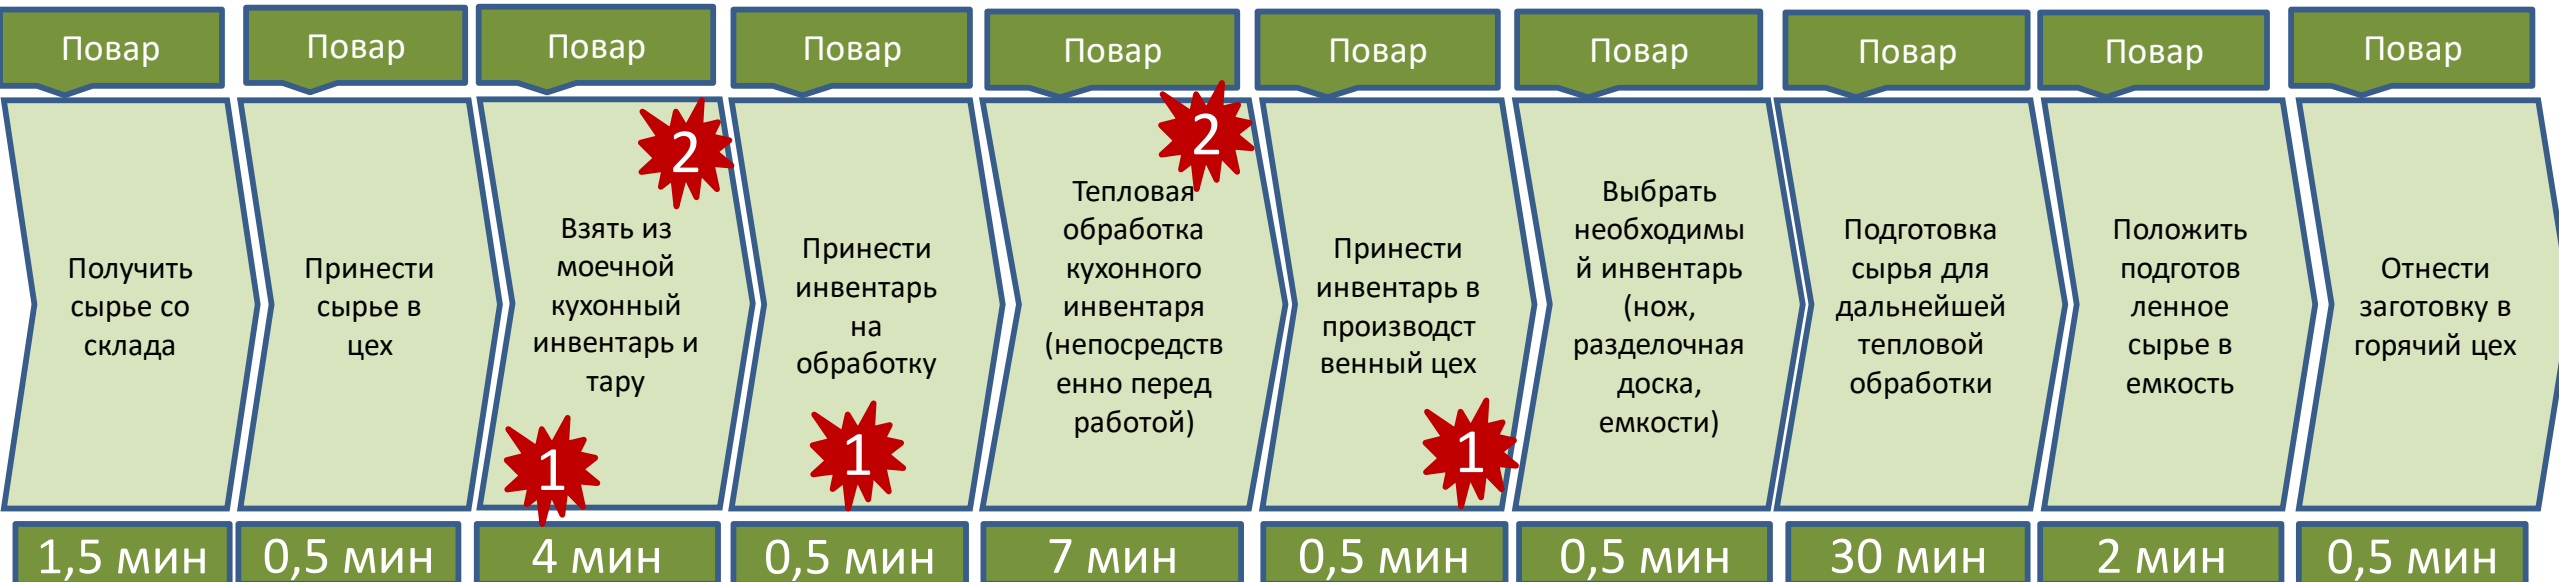 Повар
Повар
Повар
Повар
Повар
Повар
Повар
Повар
Повар
Повар
Получить
сырье со
склада
Принести
сырье в
цех
2
Взять из
моечной
кухонный
инвентарь и
тару
1
Принести
инвентарь
на
обработку
1
2
Тепловая
обработка
кухонного
инвентаря
(непосредств
енно перед
работой)
Принести
инвентарь в
производст
венный цех
1
Выбрать
необходимы
й инвентарь
(нож,
разделочная
доска,
емкости)
Подготовка
сырья для
дальнейшей
тепловой
обработки
Положить
подготов
ленное
сырье в
емкость
Отнести
заготовку в
горячий цех
1,5 мин
0,5 мин
4 мин
0,5 мин
7 мин
0,5 мин
0,5 мин
30 мин
2 мин
0,5 мин